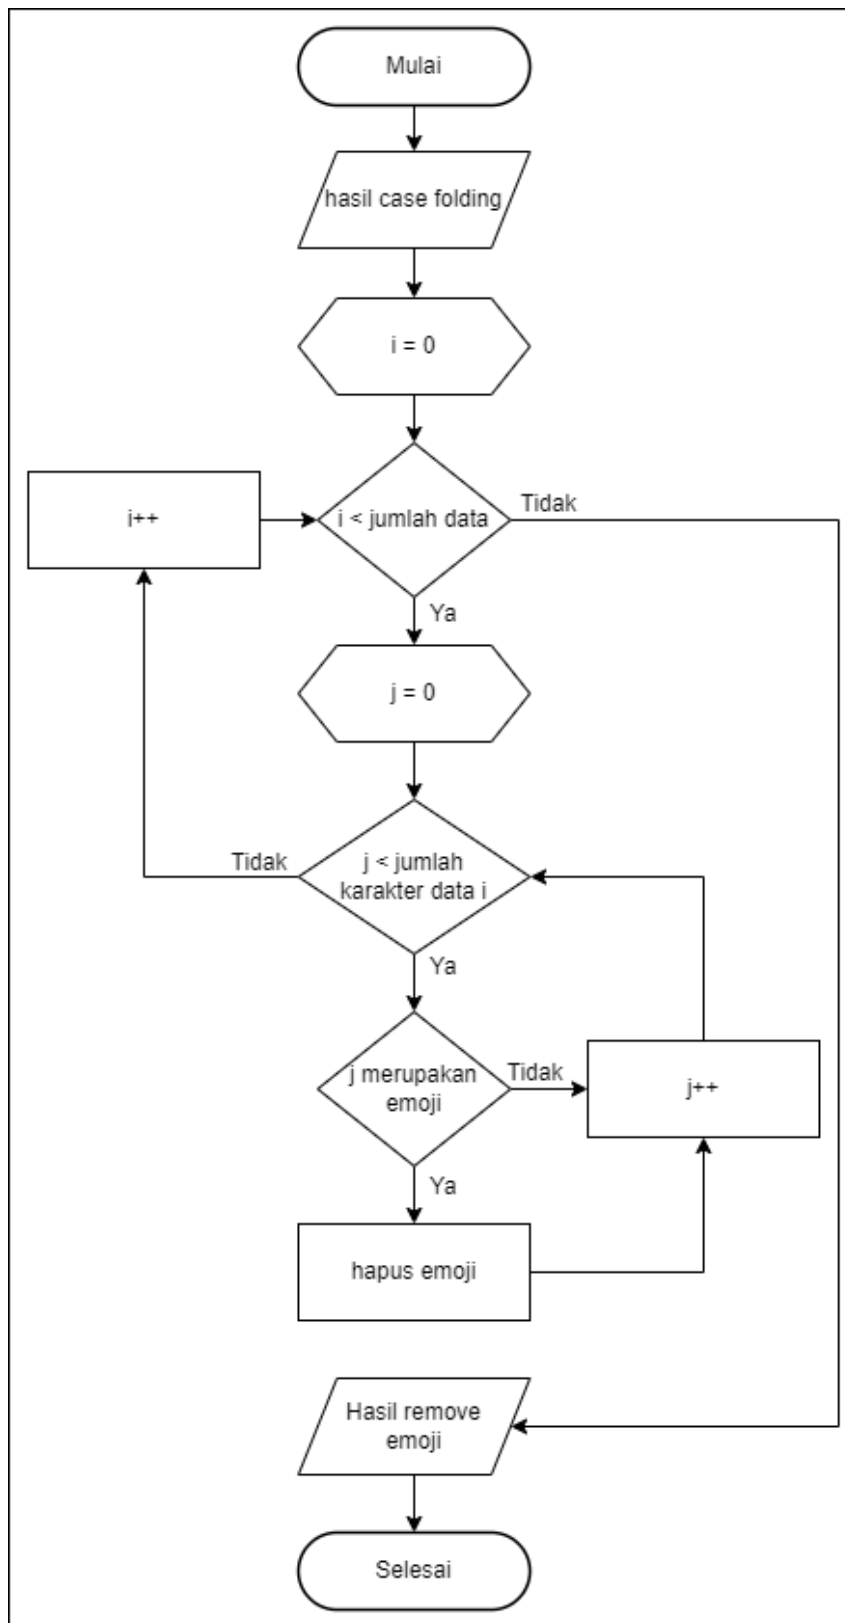 Mulai
hasil case folding
i = 0
i++
i < jumlah data
Tidak
Ya
j = 0
Tidak
j < jumlah
karakter data i
Ya
j merupakan
emoji
Tidak
j++
Ya
hapus emoji
Hasil remove
emoji
Selesai